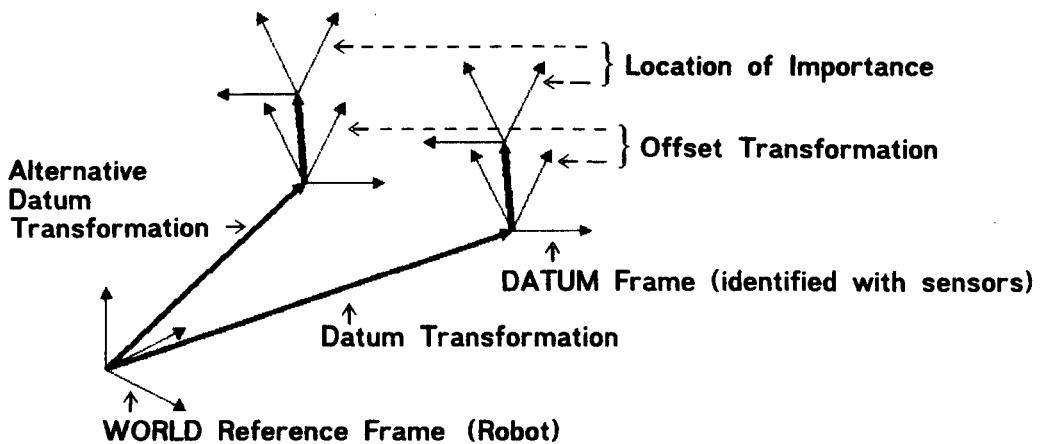 Location of Importance
Offset Transformation
Alternative
Datum
Transformation
DATUM Frame (identified with sensors)
Datum Transformation
WORLD Reference Frame (Robot)